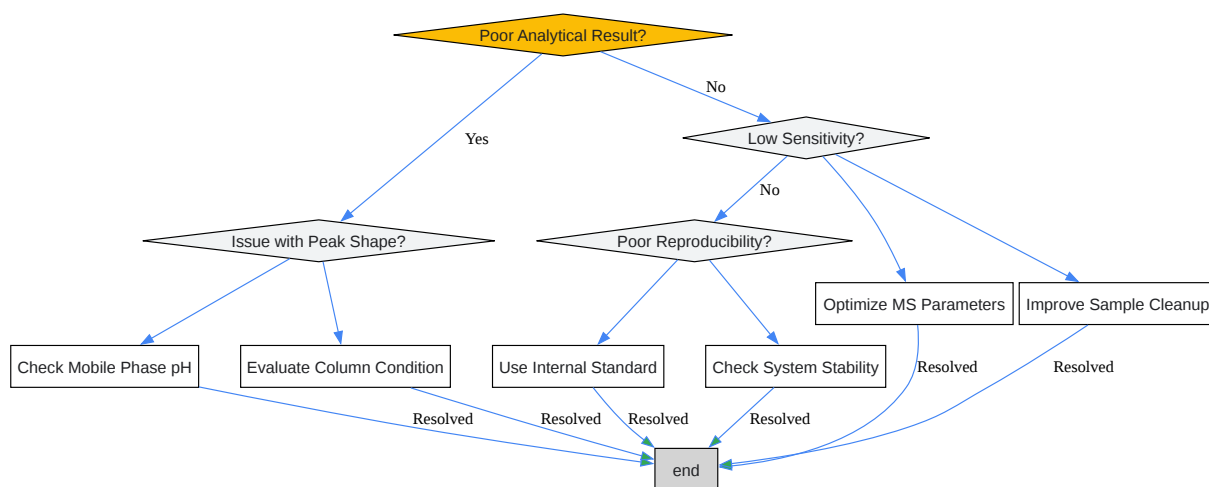 Poor Analytical Result?
No
Low Sensitivity?
Yes
No
Issue with Peak Shape?
Poor Reproducibility?
Optimize MS Parameters
Improve Sample Cleanup
Check Mobile Phase pH
Evaluate Column Condition
Use Internal Standard
Check System Stability
Resolved
Resolved
Resolved
Resolved
Resolved
Resolved
end